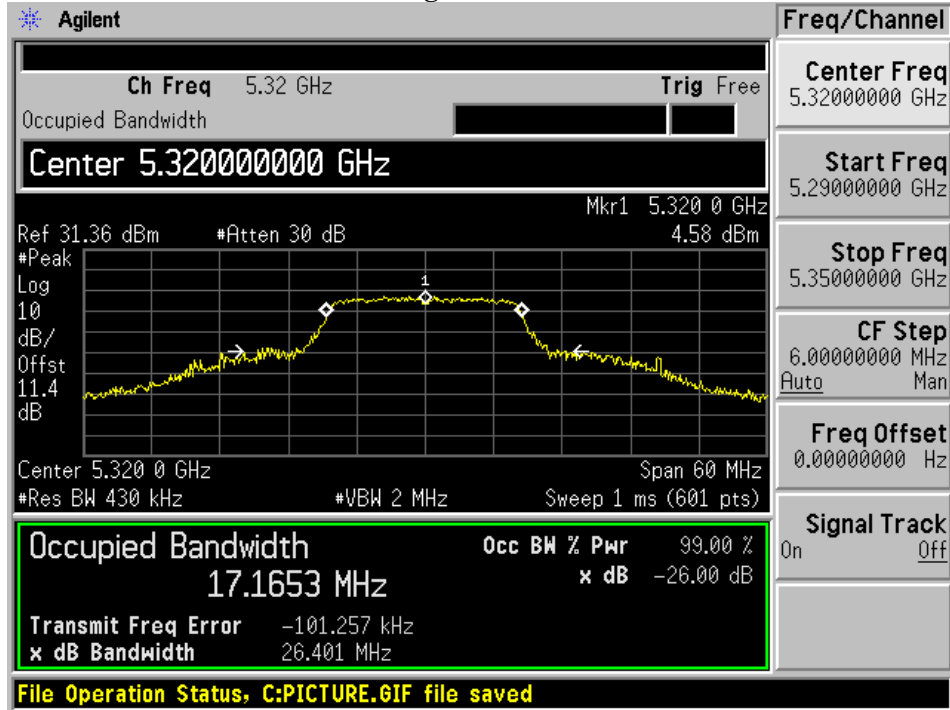 Agilent
Freq/Channel
Ch Freq 5.32 GHz Trig Free
Occupied Bandwidth
Center 5.320000000 GHz
Mkr1 5.320 0 GHz
Ref 31.36 dBm #Atten 30 dB 4.58 dBm
#Peak
Log
10
dB/
Offst
11.4
dB
1
Center 5.320 0 GHz Span 60 MHz
#Res BW 430 kHz #VBW 2 MHz Sweep 1 ms (601 pts)
Occupied Bandwidth Occ BW % Pwr 99.00 %
17.1653 MHz x dB -26.00 dB
Transmit Freq Error -101.257 kHz
x dB Bandwidth 26.401 MHz
File Operation Status, C:PICTURE.GIF file saved
Center Freq
5.32000000 GHz
Start Freq
5.29000000 GHz
Stop Freq
5.35000000 GHz
CF Step
6.00000000 MHz
Auto Man
Freq Offset
0.00000000 Hz
Signal Track
On Off